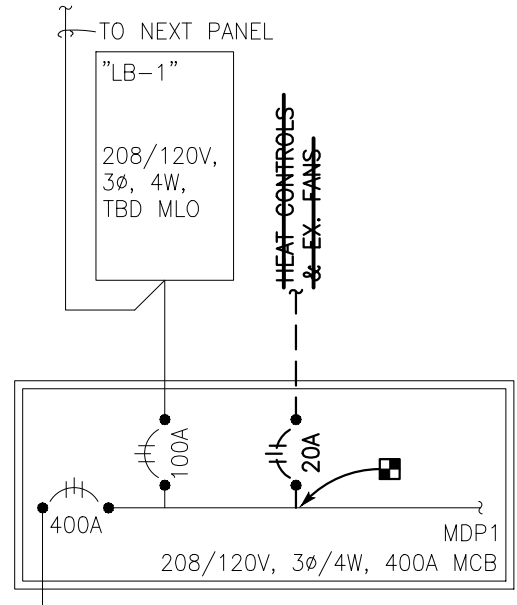 TO NEXT PANEL
"LB-1"
208/120V,
3ø, 4W,
TBD MLO
HEAT CONTROLS
& EX. FANS
100A
20A
400A
MDP1
208/120V, 3ø/4W, 400A MCB